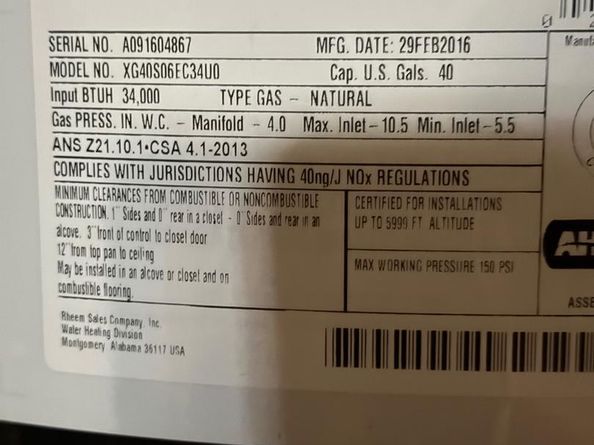 SERIAL NO. A091604867 MFG. DATE: 29FEB2016
MODEL NO. XG40S06EC34U0 Cap. U.S. Gals. 40
Input BTUH 34,000 TYPE GAS - NATURAL
Gas PRESS. IN. W.C. - Manifold - 4.0 Max. Inlet - 10.5 Min. Inlet - 5.5
ANS Z21.10.1•CSA 4.1-2013
COMPLIES WITH JURISDICTIONS HAVING 40ng/J NOx REGULATIONS
MINIMUM CLEARANCES FROM COMBUSTIBLE OR NONCOMBUSTIBLE
CONSTRUCTION. 1" Sides and 0" rear in a closet - 0" Sides and rear in an
alcove. 3" front of control to closet door
12" from top pan to ceiling
May be installed in an alcove or closet and on
combustible flooring.
CERTIFIED FOR INSTALLATIONS
UP TO 5999 FT ALTITUDE
MAX WORKING PRESSURE 150 PSI
Rheem Sales Company, Inc.
Water Heating Division
Montgomery Alabama 36117 USA
Manufa
AH
ASSE